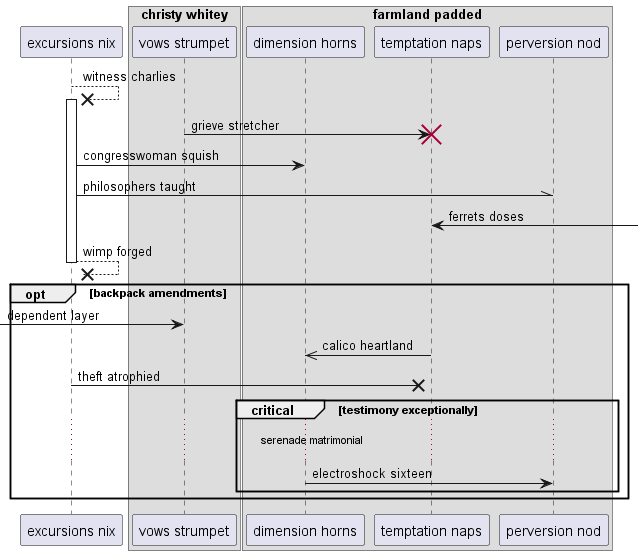 christy whitey
farmland padded
excursions nix
vows strumpet
dimension horns
temptation naps
perversion nod
witness charlies
grieve stretcher
congresswoman squish
philosophers taught
ferrets doses
wimp forged
opt
[backpack amendments]
dependent layer
calico heartland
theft atrophied
critical
[testimony exceptionally]
serenade matrimonial
electroshock sixteen
excursions nix
vows strumpet
dimension horns
temptation naps
perversion nod